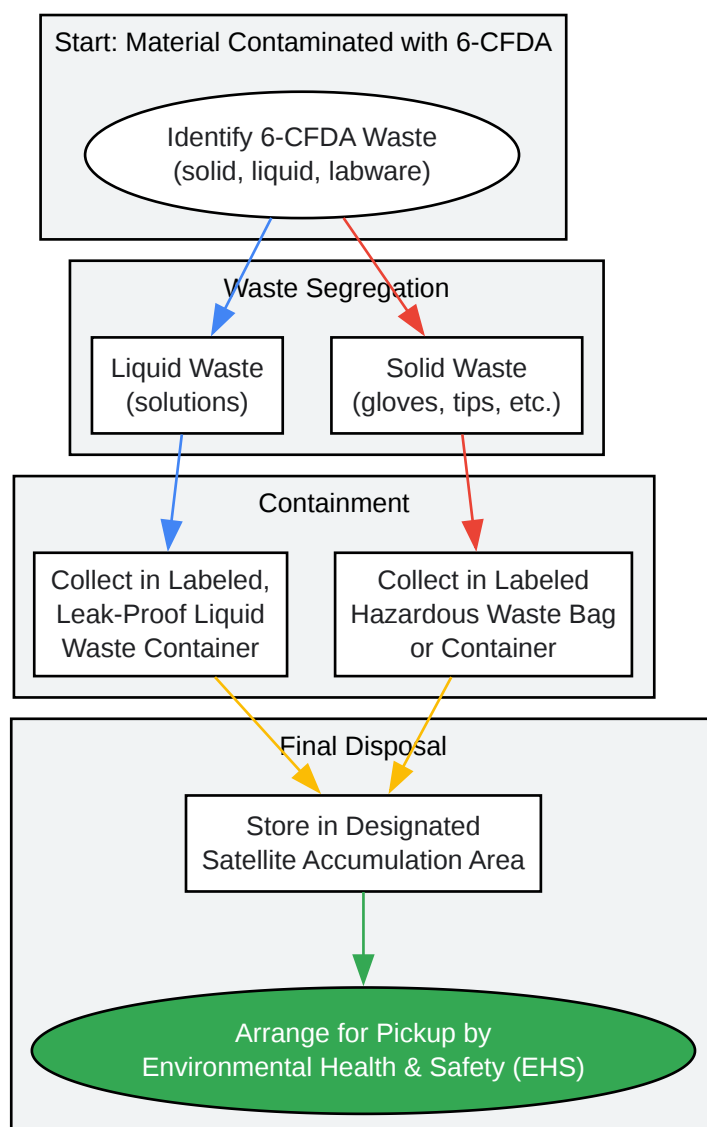 Start: Material Contaminated with 6-CFDA
Identify 6-CFDA Waste
(solid, liquid, labware)
Waste Segregation
Liquid Waste
(solutions)
Solid Waste
(gloves, tips, etc.)
Containment
Collect in Labeled,
Leak-Proof Liquid
Waste Container
Collect in Labeled
Hazardous Waste Bag
or Container
Final Disposal
Store in Designated
Satellite Accumulation Area
Arrange for Pickup by
Environmental Health & Safety (EHS)